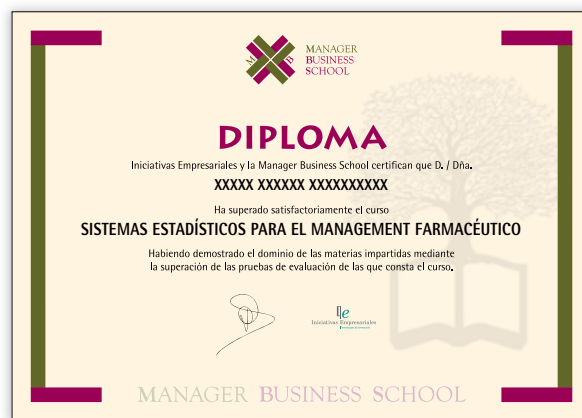 M B S
MANAGER
BUSINESS
SCHOOL
DIPLOMA
Iniciativas Empresariales y la Manager Business School certifican que D. / Dña.
XXXXX XXXXXX XXXXXXXXXX
Ha superado satisfactoriamente el curso
SISTEMAS ESTADÍSTICOS PARA EL MANAGEMENT FARMACÉUTICO
Habiendo demostrado el dominio de las materias impartidas mediante
la superación de las pruebas de evaluación de las que consta el curso.
Iniciativas Empresariales
MANAGER BUSINESS SCHOOL